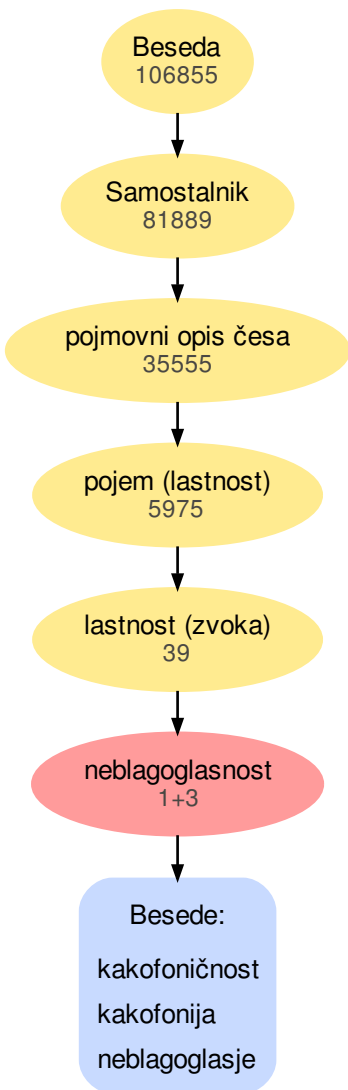 Beseda
106855
Samostalnik
81889
pojmovni opis česa
35555
pojem (lastnost)
5975
lastnost (zvoka)
39
neblagoglasnost
1+3
Besede:
kakofoničnost
kakofonija
neblagoglasje